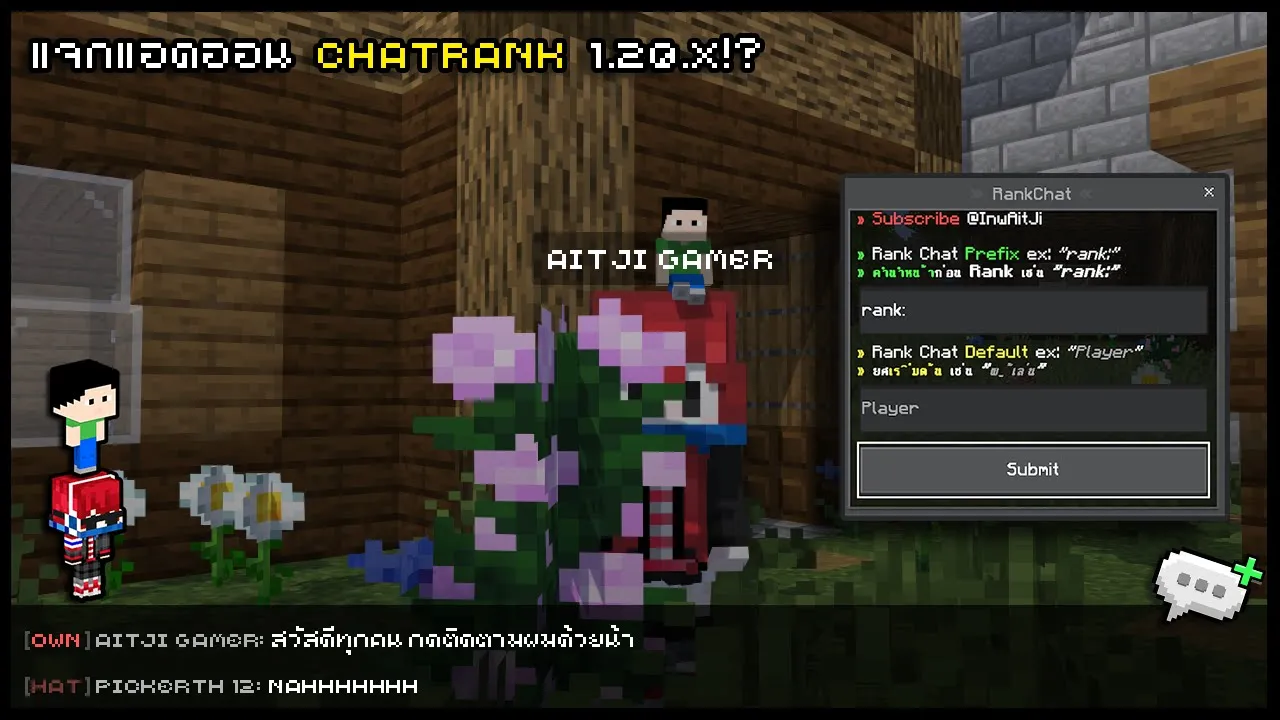 แจกแอดออน CHATRANK 1.20.X!?
AITJI GAMER
RankChat
» Subscribe @InwAitJi
» Rank Chat Prefix ex: "rank:"
» คำนำหน้าก่อน Rank เช่น "rank:"
rank:
» Rank Chat Default ex: "Player"
» ยศเริ่มต้น เช่น "ผู้เล่น"
Player
Submit
[OWN] AITJI GAMER: สวัสดีทุกคน กดติดตามผมด้วยน้า
[HAT] PICKORTH 12: NAHHHHHHH